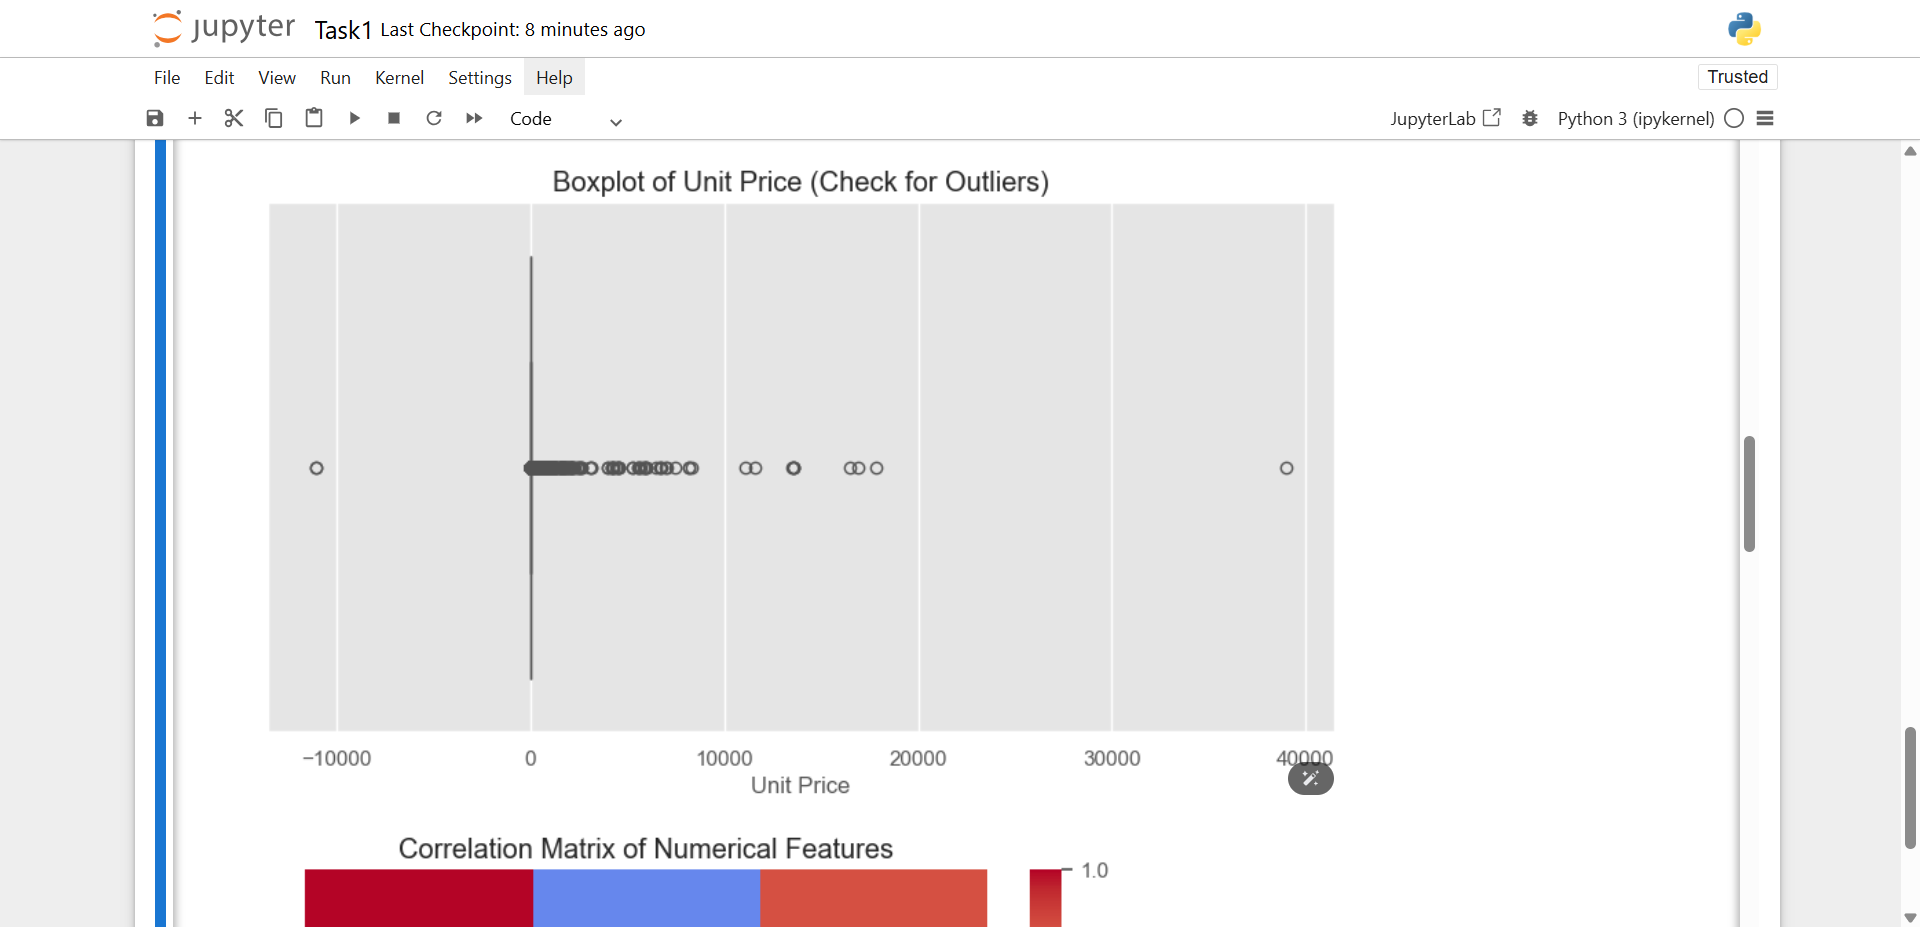 jupyter Task1 Last Checkpoint: 8 minutes ago
File Edit View Run Kernel Settings Help Trusted
Code JupyterLab Python 3 (ipykernel)
Boxplot of Unit Price (Check for Outliers)
−10000 0 10000 20000 30000 40000
Unit Price
Correlation Matrix of Numerical Features
1.0